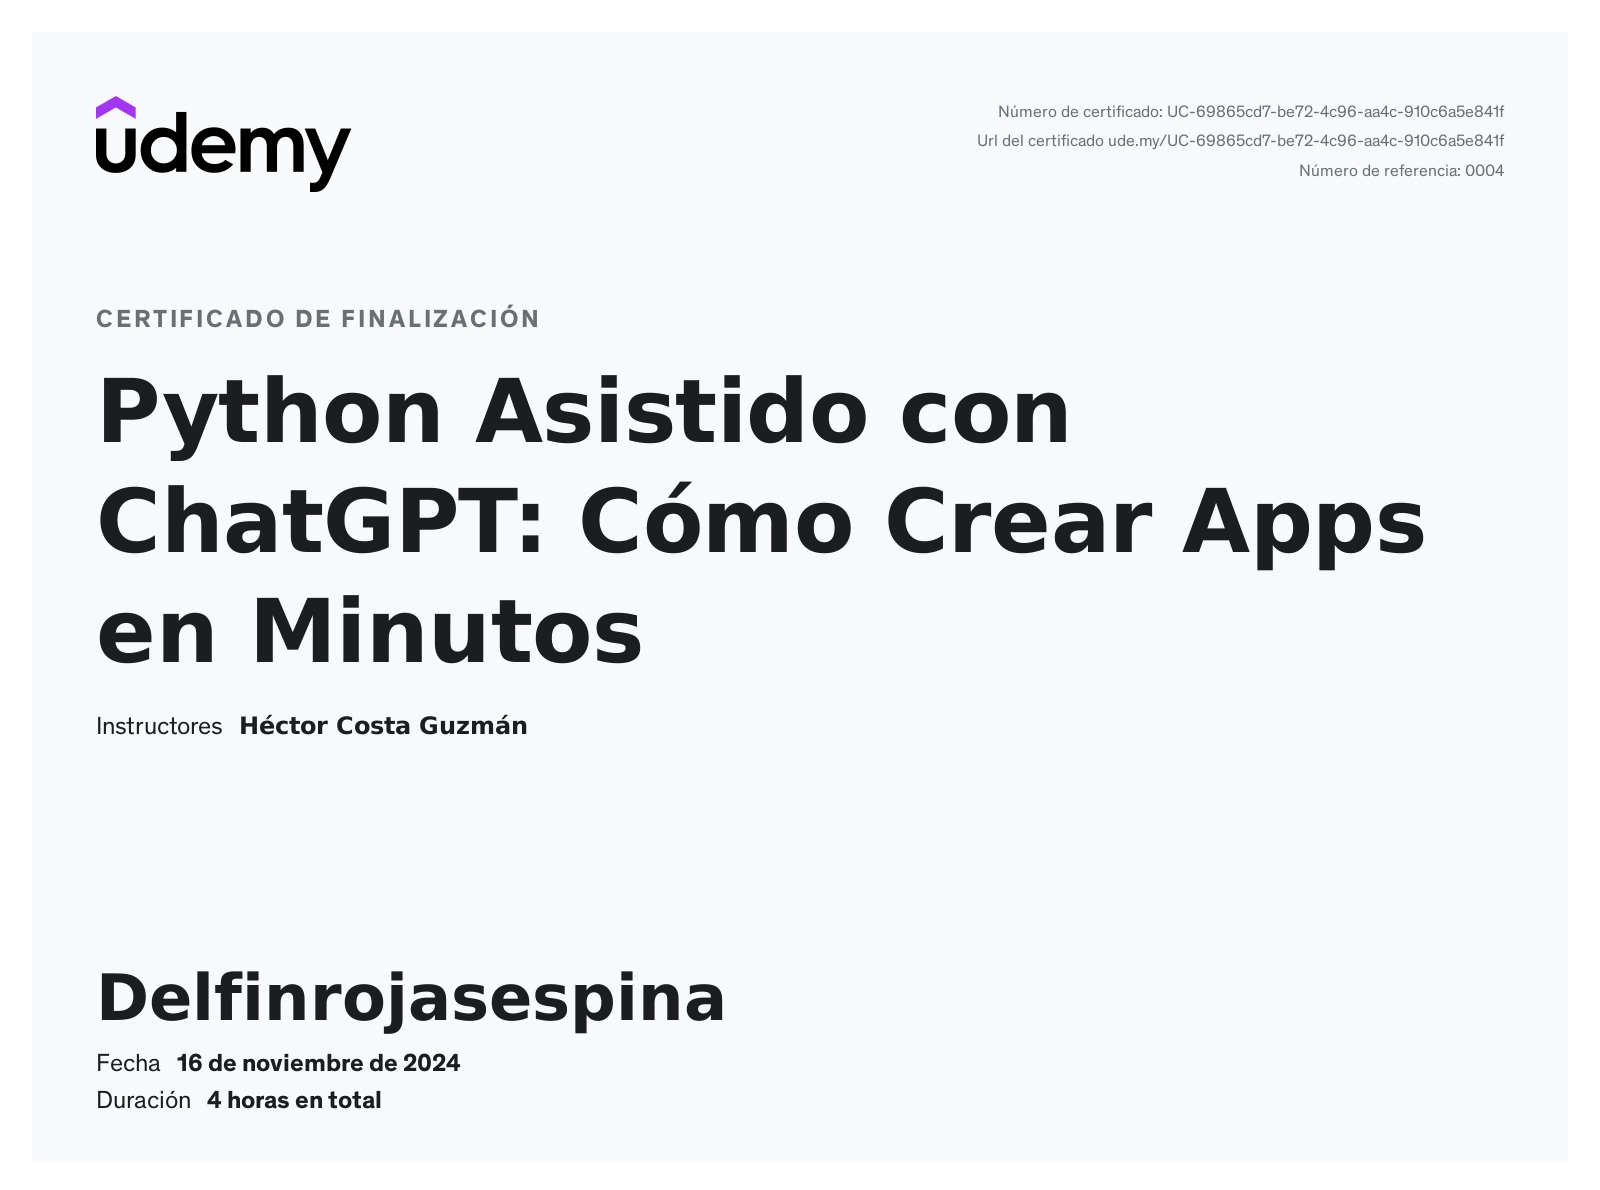 udemy
Número de certificado: UC-69865cd7-be72-4c96-aa4c-910c6a5e841f
Url del certificado ude.my/UC-69865cd7-be72-4c96-aa4c-910c6a5e841f
Número de referencia: 0004
CERTIFICADO DE FINALIZACIÓN
Python Asistido con
ChatGPT: Cómo Crear Apps
en Minutos
Instructores Héctor Costa Guzmán
Delfinrojasespina
Fecha 16 de noviembre de 2024
Duración 4 horas en total